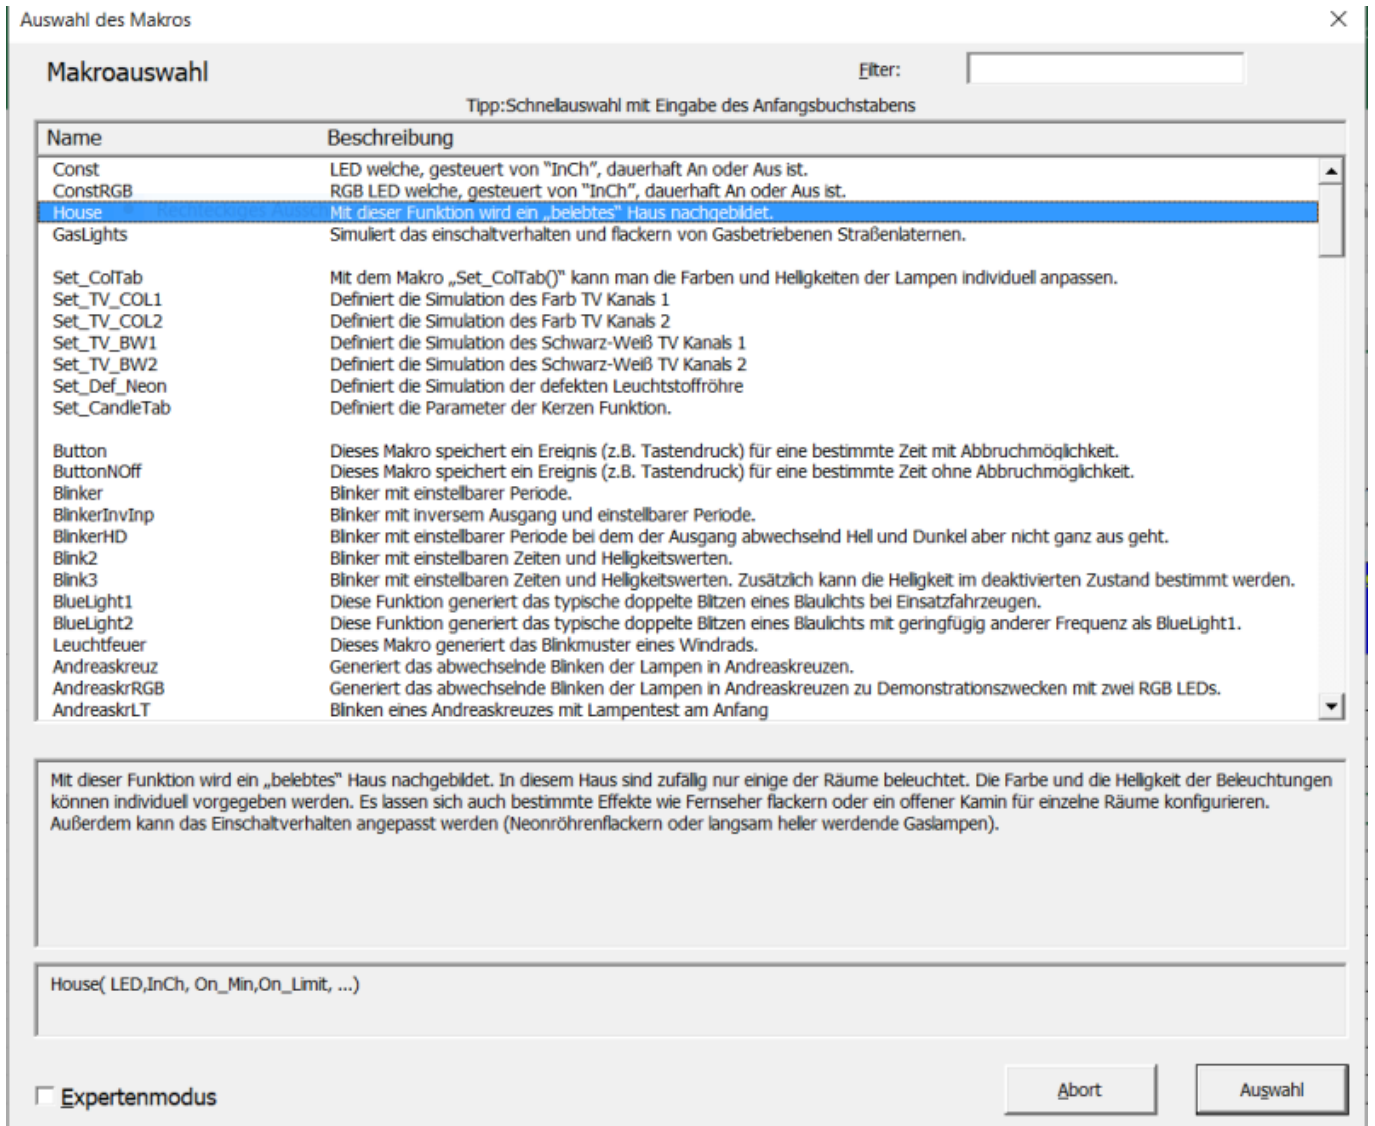 Auswahl des Makros
Makroauswahl
Filter:
Tipp:Schnellauswahl mit Eingabe des Anfangsbuchstabens
Name Beschreibung
Const LED welche, gesteuert von "InCh", dauerhaft An oder Aus ist.
ConstRGB RGB LED welche, gesteuert von "InCh", dauerhaft An oder Aus ist.
House Mit dieser Funktion wird ein „belebtes“ Haus nachgebildet.
GasLights Simuliert das einschaltverhalten und flackern von Gasbetriebenen Straßenlaternen.
Set_ColTab Mit dem Makro „Set_ColTab()“ kann man die Farben und Helligkeiten der Lampen individuell anpassen.
Set_TV_COL1 Definiert die Simulation des Farb TV Kanals 1
Set_TV_COL2 Definiert die Simulation des Farb TV Kanals 2
Set_TV_BW1 Definiert die Simulation des Schwarz-Weiß TV Kanals 1
Set_TV_BW2 Definiert die Simulation des Schwarz-Weiß TV Kanals 2
Set_Def_Neon Definiert die Simulation der defekten Leuchtstoffröhre
Set_CandleTab Definiert die Parameter der Kerzen Funktion.
Button Dieses Makro speichert ein Ereignis (z.B. Tastendruck) für eine bestimmte Zeit mit Abbruchmöglichkeit.
ButtonNOff Dieses Makro speichert ein Ereignis (z.B. Tastendruck) für eine bestimmte Zeit ohne Abbruchmöglichkeit.
Blinker Blinker mit einstellbarer Periode.
BlinkerInvInp Blinker mit inversem Ausgang und einstellbarer Periode.
BlinkerHD Blinker mit einstellbarer Periode bei dem der Ausgang abwechselnd Hell und Dunkel aber nicht ganz aus geht.
Blink2 Blinker mit einstellbaren Zeiten und Helligkeitswerten.
Blink3 Blinker mit einstellbaren Zeiten und Helligkeitswerten. Zusätzlich kann die Helligkeit im deaktivierten Zustand bestimmt werden.
BlueLight1 Diese Funktion generiert das typische doppelte Blitzen eines Blaulichts bei Einsatzfahrzeugen.
BlueLight2 Diese Funktion generiert das typische doppelte Blitzen eines Blaulichts mit geringfügig anderer Frequenz als BlueLight1.
Leuchtfeuer Dieses Makro generiert das Blinkmuster eines Windrads.
Andreaskreuz Generiert das abwechselnde Blinken der Lampen in Andreaskreuzen.
AndreaskrRGB Generiert das abwechselnde Blinken der Lampen in Andreaskreuzen zu Demonstrationszwecken mit zwei RGB LEDs.
AndreaskrLT Blinken eines Andreaskreuzes mit Lampentest am Anfang
Mit dieser Funktion wird ein „belebtes“ Haus nachgebildet. In diesem Haus sind zufällig nur einige der Räume beleuchtet. Die Farbe und die Helligkeit der Beleuchtungen
können individuell vorgegeben werden. Es lassen sich auch bestimmte Effekte wie Fernseher flackern oder ein offener Kamin für einzelne Räume konfigurieren.
Außerdem kann das Einschaltverhalten angepasst werden (Neonröhrenflackern oder langsam heller werdende Gaslampen).
House( LED,InCh, On_Min,On_Limit, ...)
Expertenmodus
Abort
Auswahl